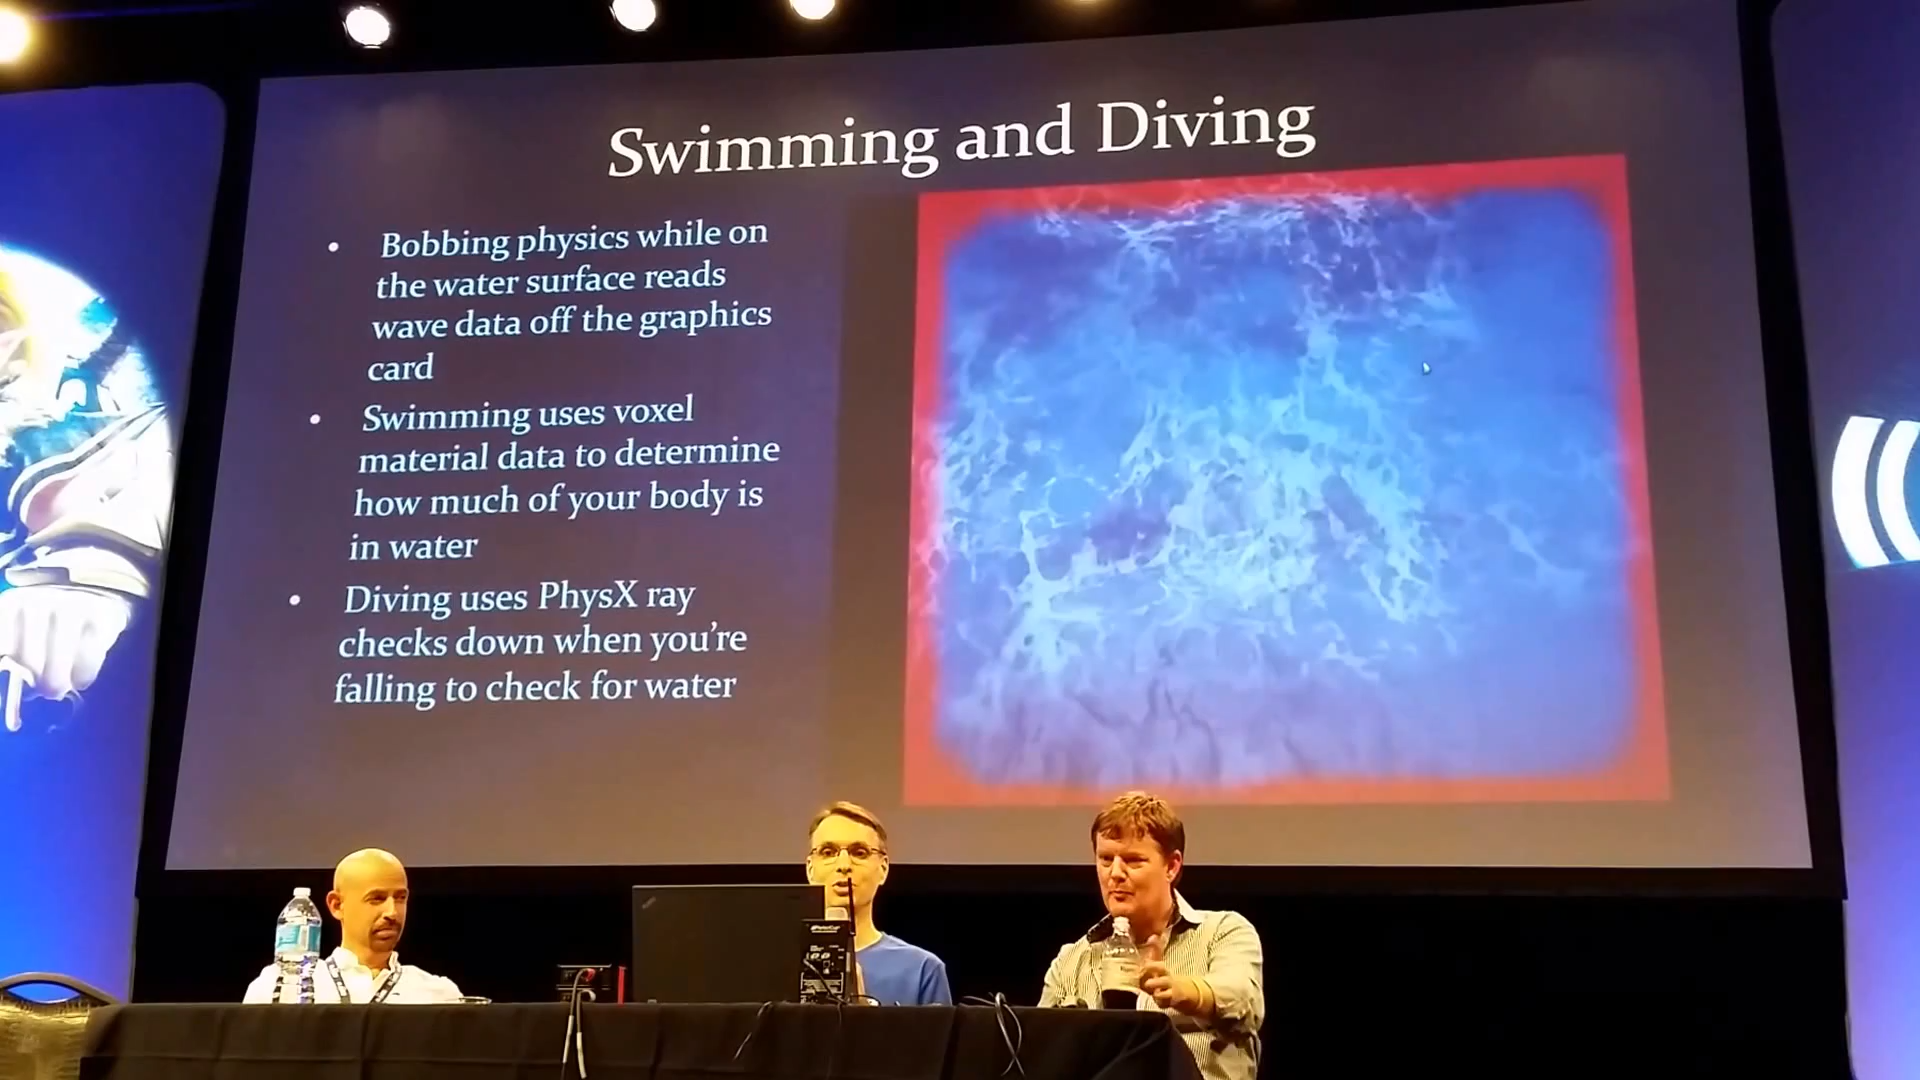 Swimming and Diving
• Bobbing physics while on
the water surface reads
wave data off the graphics
card
• Swimming uses voxel
material data to determine
how much of your body is
in water
• Diving uses PhysX ray
checks down when you're
falling to check for water